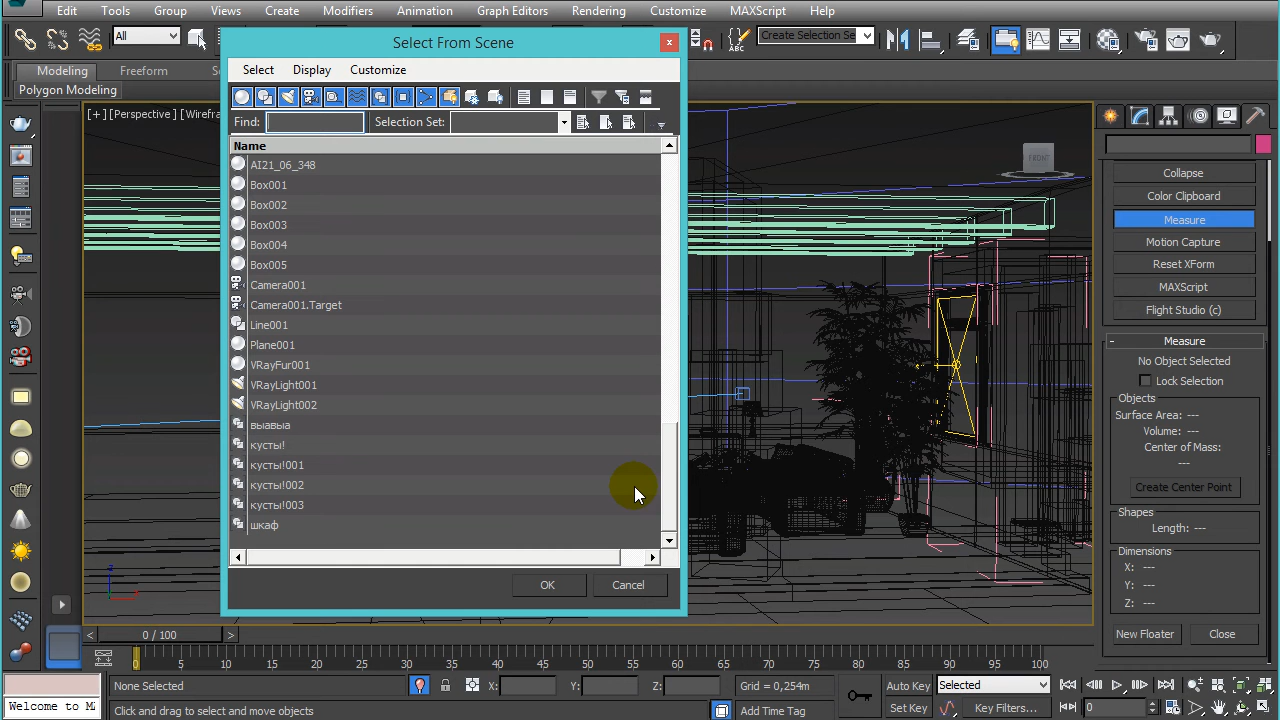 Edit Tools Group Views Create Modifiers Animation Graph Editors Rendering Customize MAXScript Help
All
Create Selection Se
Modeling Freeform
Polygon Modeling
Select From Scene
Select Display Customize
Find: Selection Set:
Name
AI21_06_348
Box001
Box002
Box003
Box004
Box005
Camera001
Camera001.Target
Line001
Plane001
VRayFur001
VRayLight001
VRayLight002
выавыа
кусты!
кусты!001
кусты!002
кусты!003
шкаф
OK Cancel
[+] [Perspective] [Wirefra
FRONT
Collapse
Color Clipboard
Measure
Motion Capture
Reset XForm
MAXScript
Flight Studio (c)
- Measure
No Object Selected
Lock Selection
Objects
Surface Area: ---
Volume: ---
Center of Mass:
---
Create Center Point
Shapes
Length: ---
Dimensions
X: ---
Y: ---
Z: ---
New Floater Close
< 0 / 100 >
0 5 10 15 20 25 30 35 40 45 50 55 60 65 70 75 80 85 90 95 100
None Selected X: Y: Z: Grid = 0,254m Auto Key Selected
Welcome to MA Click and drag to select and move objects Add Time Tag Set Key Key Filters... 0